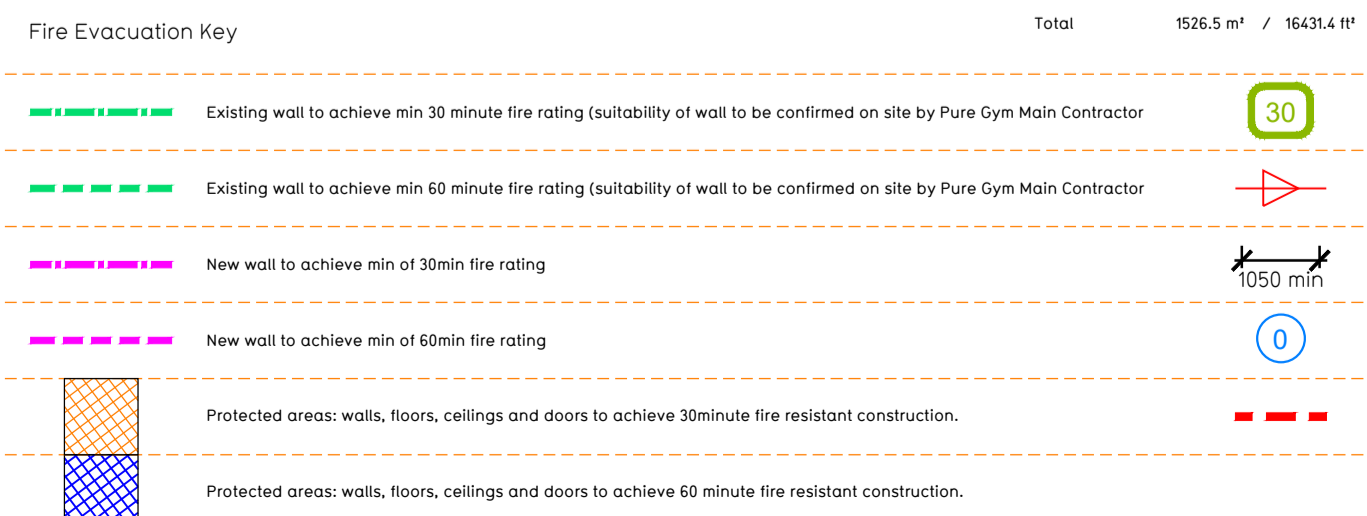 Fire Evacuation Key
Total 1526.5 m² / 16431.4 ft²
Existing wall to achieve min 30 minute fire rating (suitability of wall to be confirmed on site by Pure Gym Main Contractor
30
Existing wall to achieve min 60 minute fire rating (suitability of wall to be confirmed on site by Pure Gym Main Contractor
New wall to achieve min of 30min fire rating
1050 min
New wall to achieve min of 60min fire rating
0
Protected areas: walls, floors, ceilings and doors to achieve 30minute fire resistant construction.
Protected areas: walls, floors, ceilings and doors to achieve 60 minute fire resistant construction.